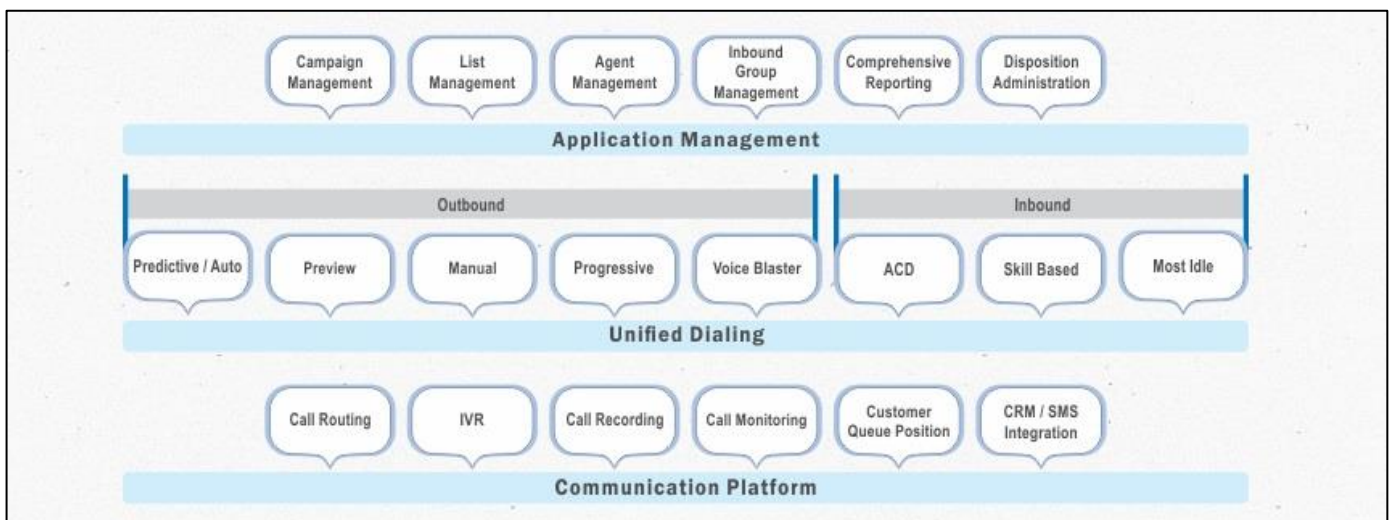 Campaign
Management
List
Management
Agent
Management
Inbound
Group
Management
Comprehensive
Reporting
Disposition
Administration
Application Management
Outbound
Inbound
Predictive / Auto
Preview
Manual
Progressive
Voice Blaster
ACD
Skill Based
Most Idle
Unified Dialing
Call Routing
IVR
Call Recording
Call Monitoring
Customer
Queue Position
CRM / SMS
Integration
Communication Platform